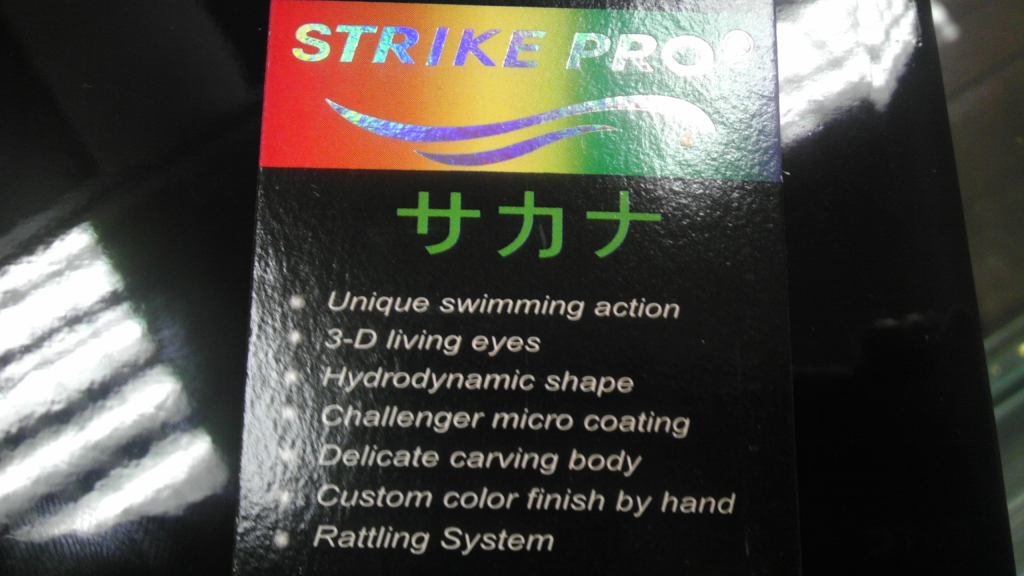 STRIKE PRO®
サカナ
• Unique swimming action
• 3-D living eyes
• Hydrodynamic shape
• Challenger micro coating
• Delicate carving body
• Custom color finish by hand
• Rattling System